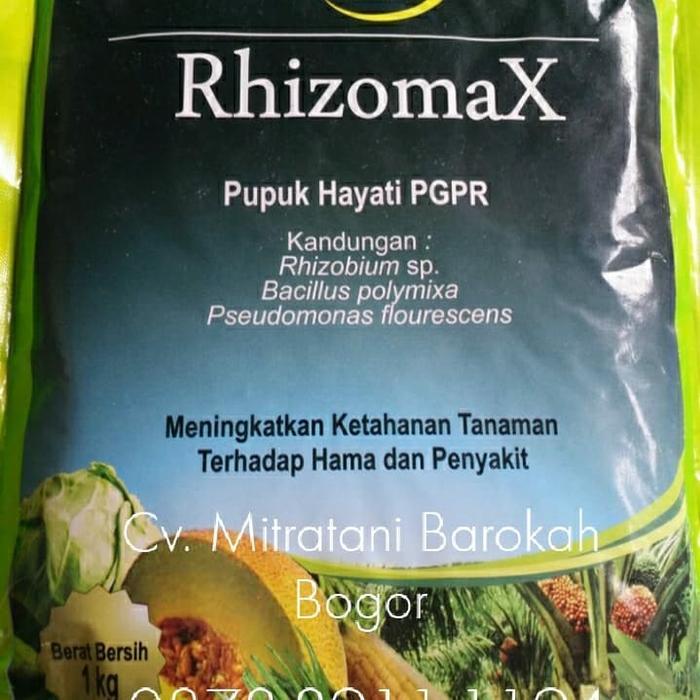 RhizomaX
Pupuk Hayati PGPR
Kandungan :
Rhizobium sp.
Bacillus polymixa
Pseudomonas flourescens
Meningkatkan Ketahanan Tanaman
Terhadap Hama dan Penyakit
Cv. Mitratani Barokah
Bogor
Berat Bersih
1 kg